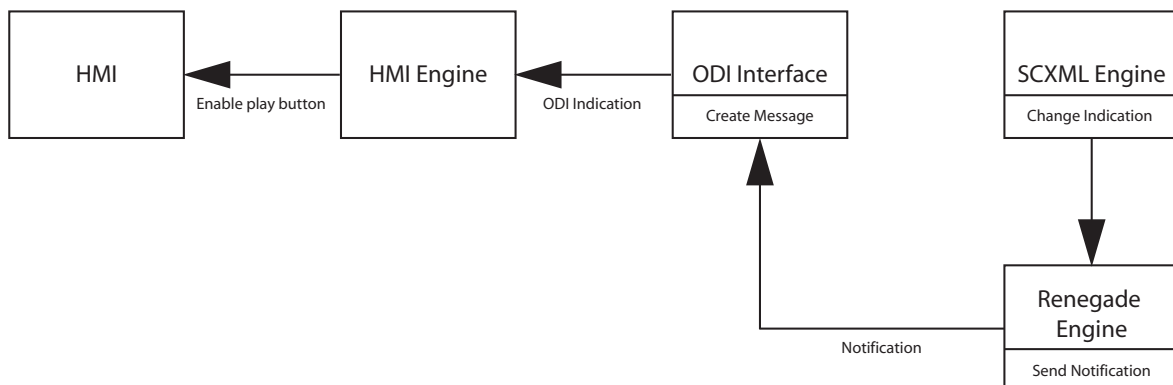 HMI
HMI Engine
ODI Interface
SCXML Engine
Enable play button
ODI Indication
Create Message
Change Indication
Renegade
Engine
Notification
Send Notification